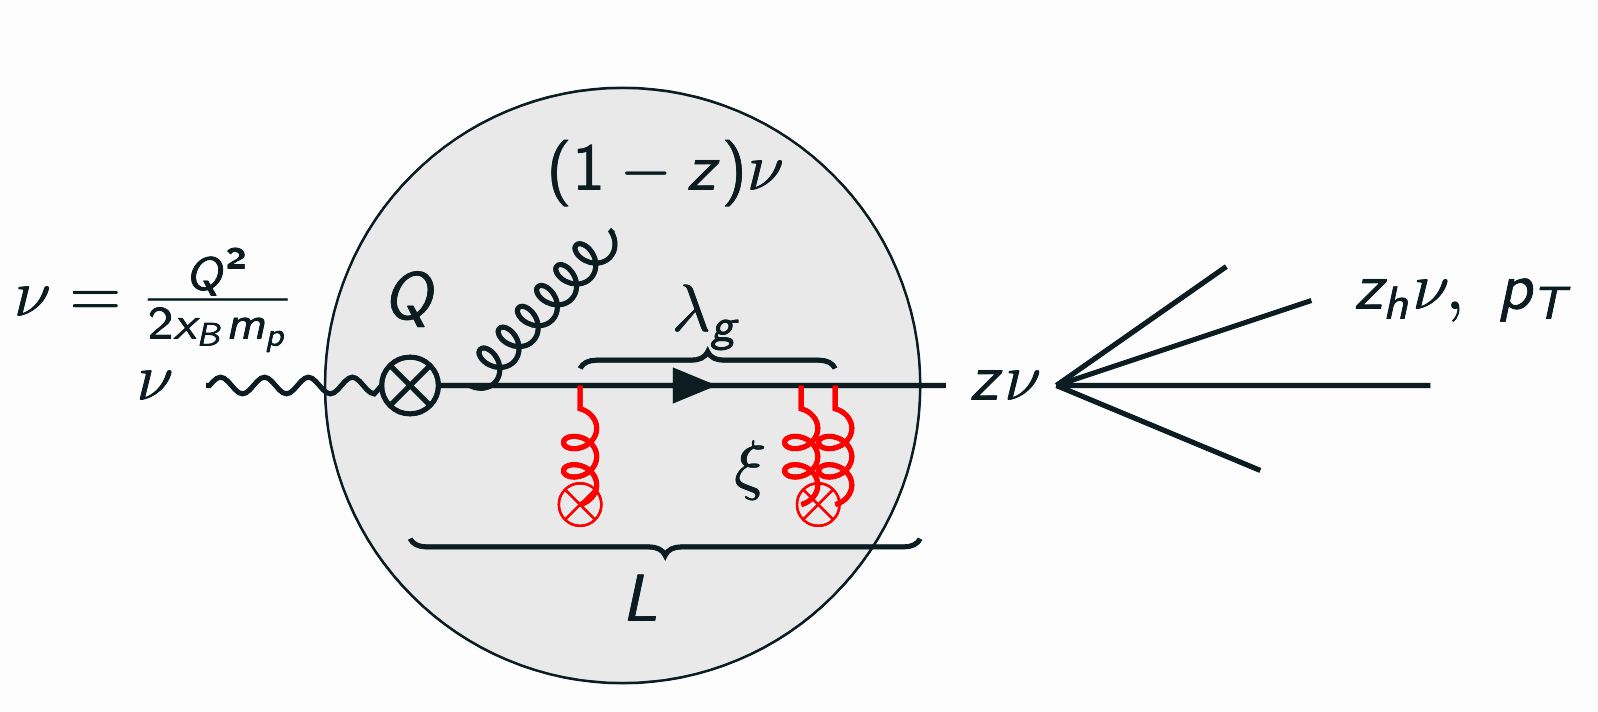 (1 − z)ν
ν = Q² / 2x_B m_p
Q
λ_g
z_hν, p_T
ν
zν
ξ
L